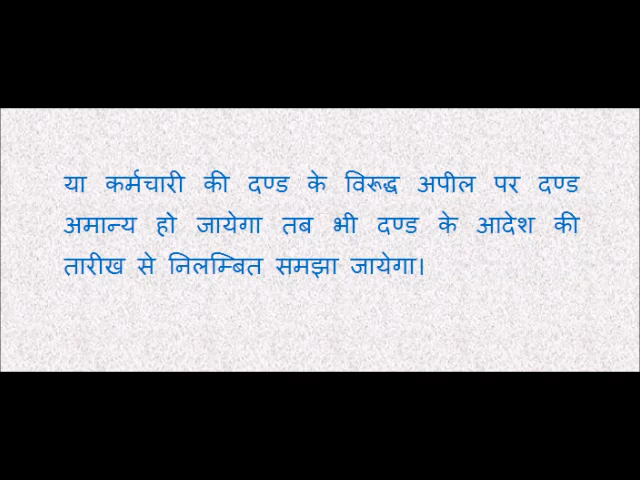 या कर्मचारी की दण्ड के विरूद्ध अपील पर दण्ड
अमान्य हो जायेगा तब भी दण्ड के आदेश की
तारीख से निलम्बित समझा जायेगा।